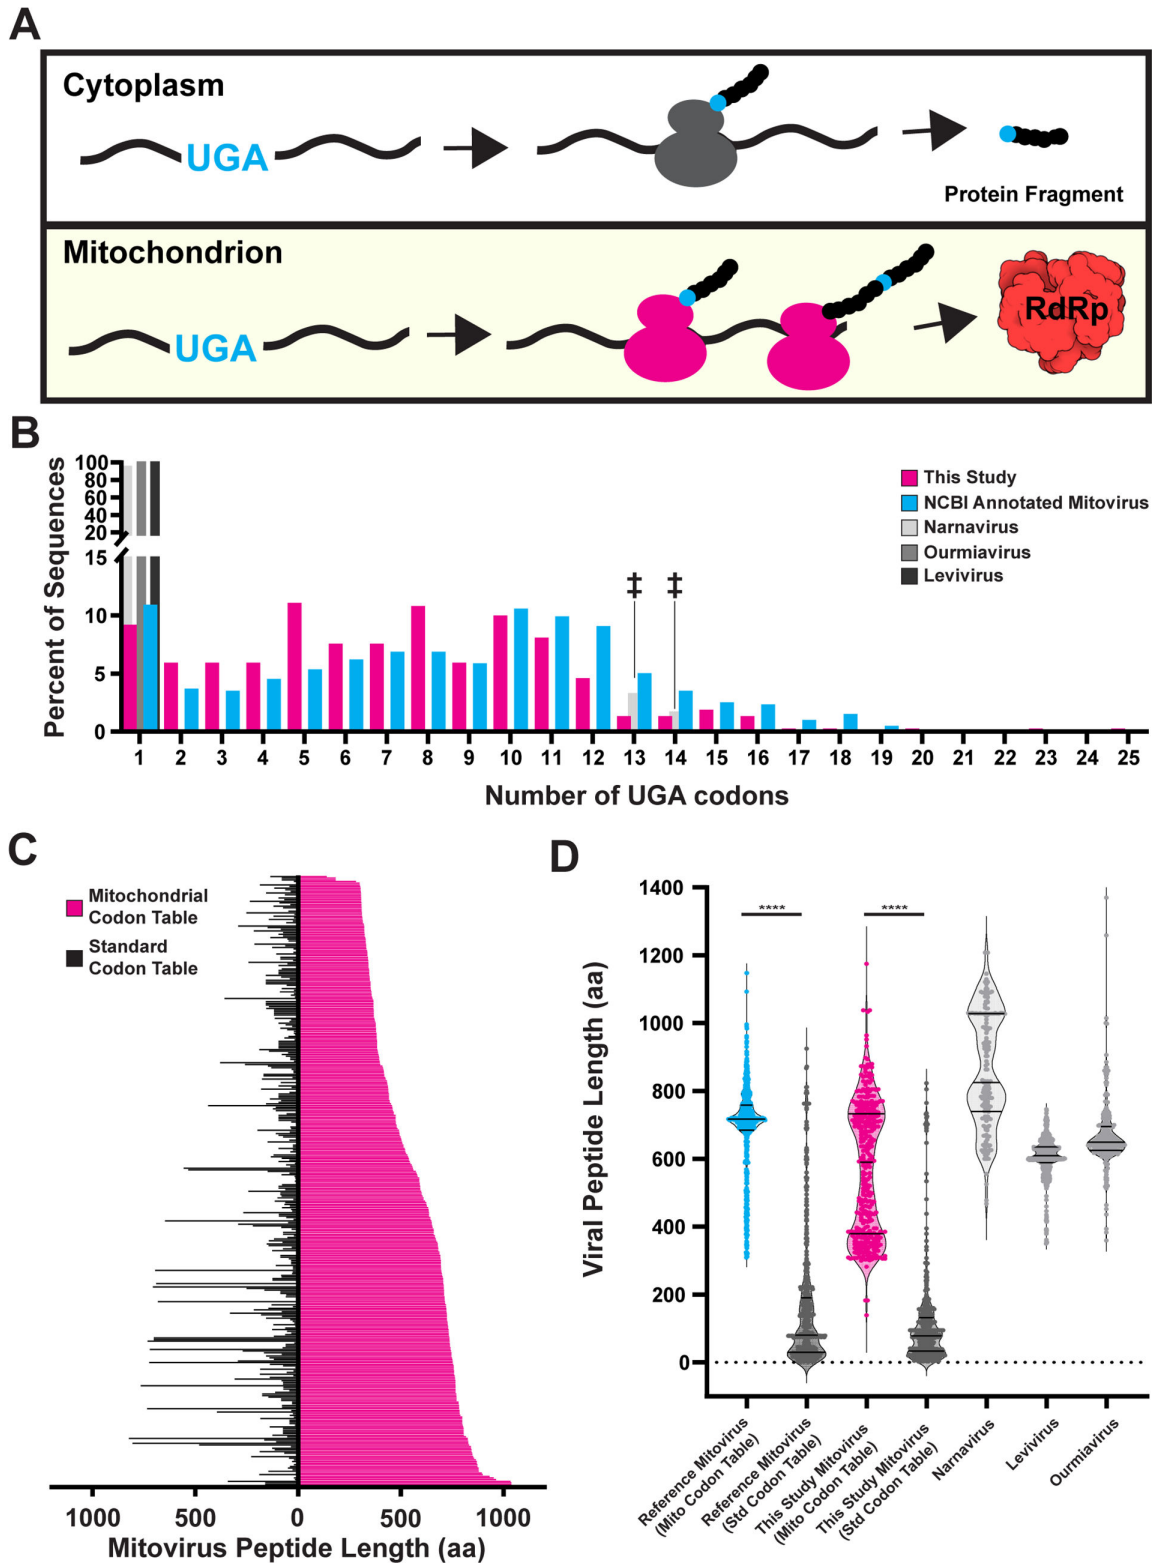 A
Cytoplasm
UGA
Protein Fragment
Mitochondrion
UGA
RdRp
B
Percent of Sequences
100
80
60
40
20
15
10
5
0
‡ ‡
This Study
NCBI Annotated Mitovirus
Narnavirus
Ourmiavirus
Levivirus
1 2 3 4 5 6 7 8 9 10 11 12 13 14 15 16 17 18 19 20 21 22 23 24 25
Number of UGA codons
C
Mitochondrial
Codon Table
Standard
Codon Table
1000 500 0 500 1000
Mitovirus Peptide Length (aa)
D
Viral Peptide Length (aa)
1400
1200
1000
800
600
400
200
0
**** ****
Reference Mitovirus
(Mito Codon Table)
Reference Mitovirus
(Std Codon Table)
This Study Mitovirus
(Mito Codon Table)
This Study Mitovirus
(Std Codon Table)
Narnavirus
Levivirus
Ourmiavirus